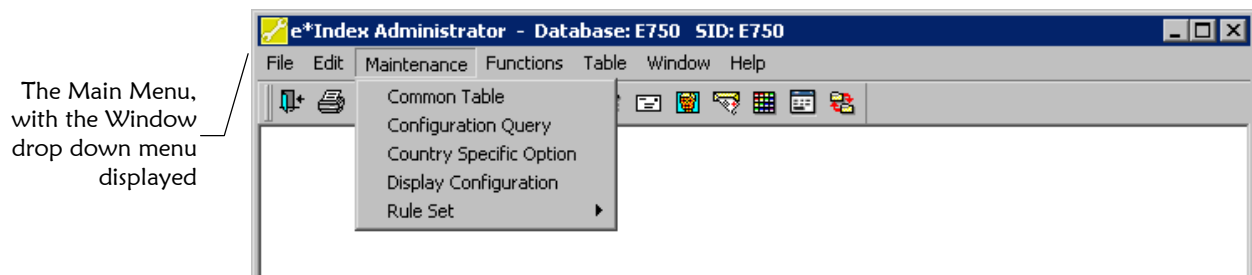 e*Index Administrator - Database: E750 SID: E750
File Edit Maintenance Functions Table Window Help
The Main Menu,
with the Window
drop down menu
displayed
Common Table
Configuration Query
Country Specific Option
Display Configuration
Rule Set